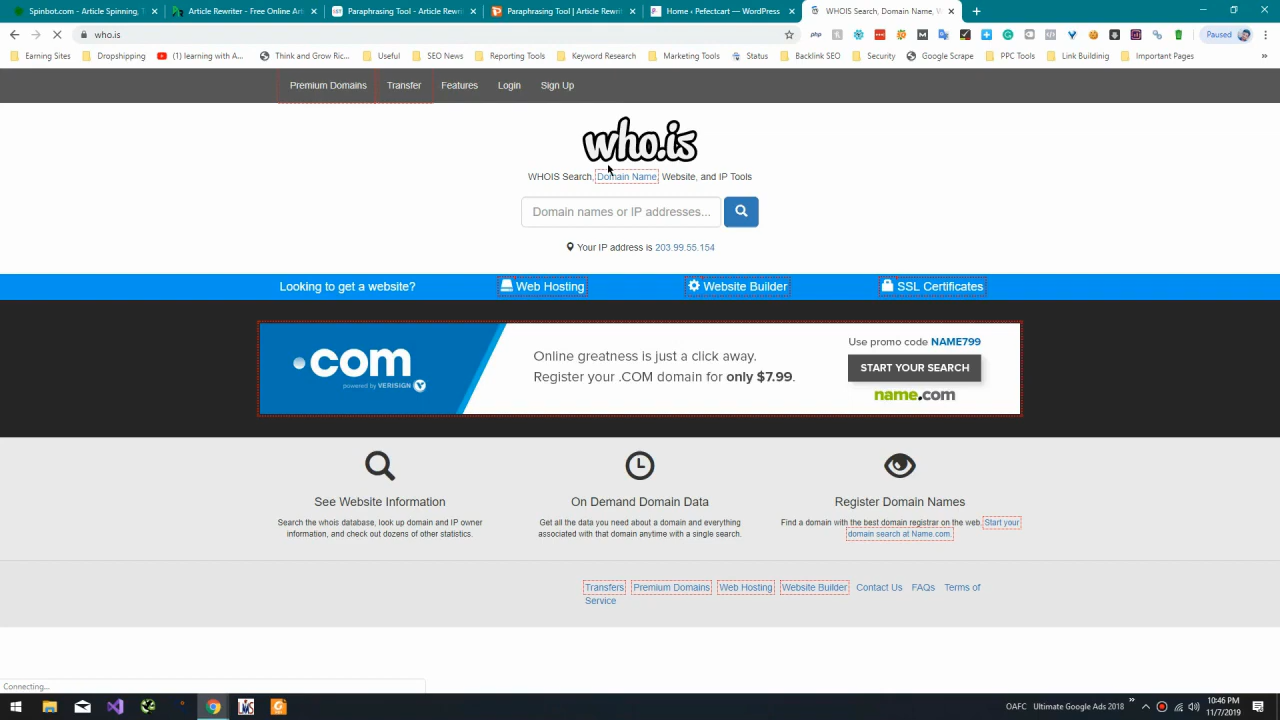 Spinbot.com - Article Spinning, T
Article Rewriter - Free Online Art
Paraphrasing Tool - Article Rewri
Paraphrasing Tool | Article Rewri
Home ‹ Pefectcart — WordPress
WHOIS Search, Domain Name, W
who.is
Paused
Earning Sites
Dropshipping
(1) learning with A...
Think and Grow Ric...
Useful
SEO News
Reporting Tools
Keyword Research
Marketing Tools
Status
Backlink SEO
Security
Google Scrape
PPC Tools
Link Buildinig
Important Pages
Premium Domains
Transfer
Features
Login
Sign Up
who.is
WHOIS Search, Domain Name, Website, and IP Tools
Domain names or IP addresses...
Your IP address is 203.99.55.154
Looking to get a website?
Web Hosting
Website Builder
SSL Certificates
.com
powered by VERISIGN
Online greatness is just a click away.
Register your .COM domain for only $7.99.
Use promo code NAME799
START YOUR SEARCH
name.com
See Website Information
Search the whois database, look up domain and IP owner
information, and check out dozens of other statistics.
On Demand Domain Data
Get all the data you need about a domain and everything
associated with that domain anytime with a single search.
Register Domain Names
Find a domain with the best domain registrar on the web. Start your
domain search at Name.com.
Transfers
Premium Domains
Web Hosting
Website Builder
Contact Us
FAQs
Terms of
Service
Connecting...
OAFC
Ultimate Google Ads 2018
10:46 PM
11/7/2019